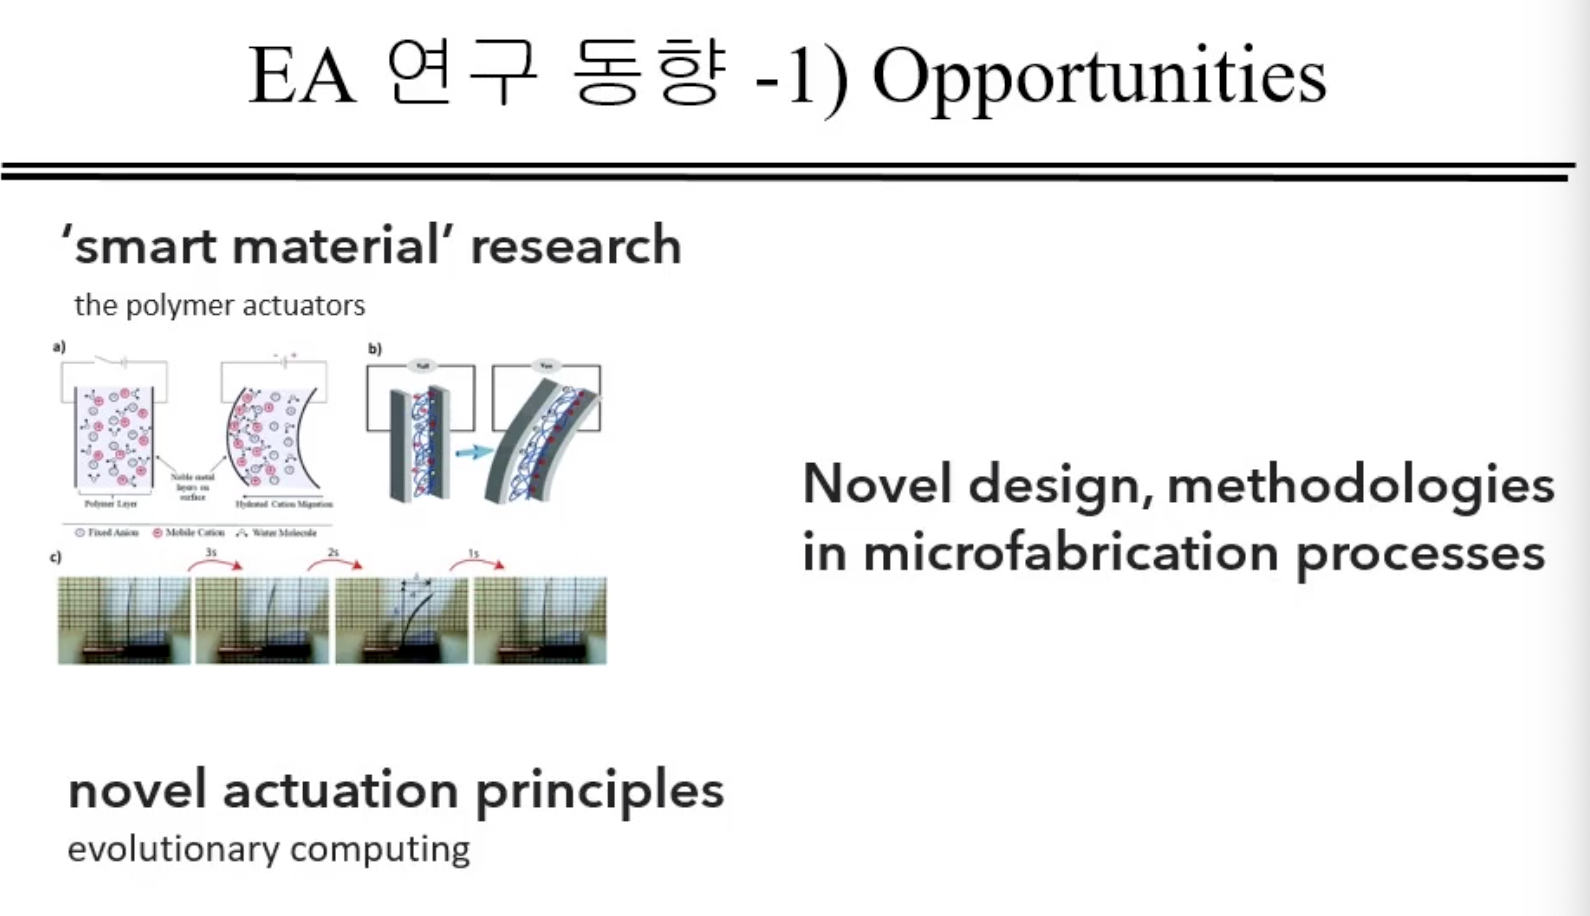 EA 연구 동향 -1) Opportunities
‘smart material’ research
the polymer actuators
a)
b)
Noble metal
layers on
surface
Polymer Layer
Hydrated Cation Migration
Fixed Anion
Mobile Cation
Water Molecule
c)
3s
2s
1s
Novel design, methodologies
in microfabrication processes
novel actuation principles
evolutionary computing